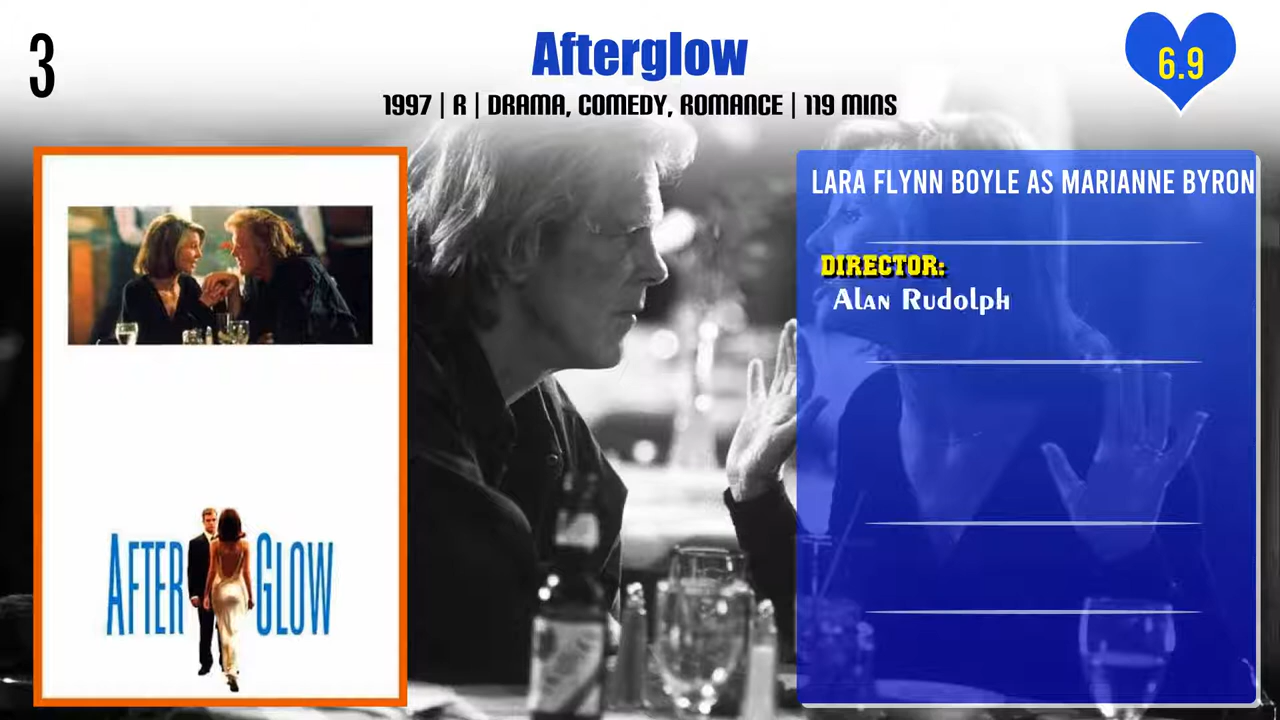 3
Afterglow
6.9
1997 | R | DRAMA, COMEDY, ROMANCE | 119 MINS
LARA FLYNN BOYLE AS MARIANNE BYRON
DIRECTOR:
Alan Rudolph
AFTER GLOW